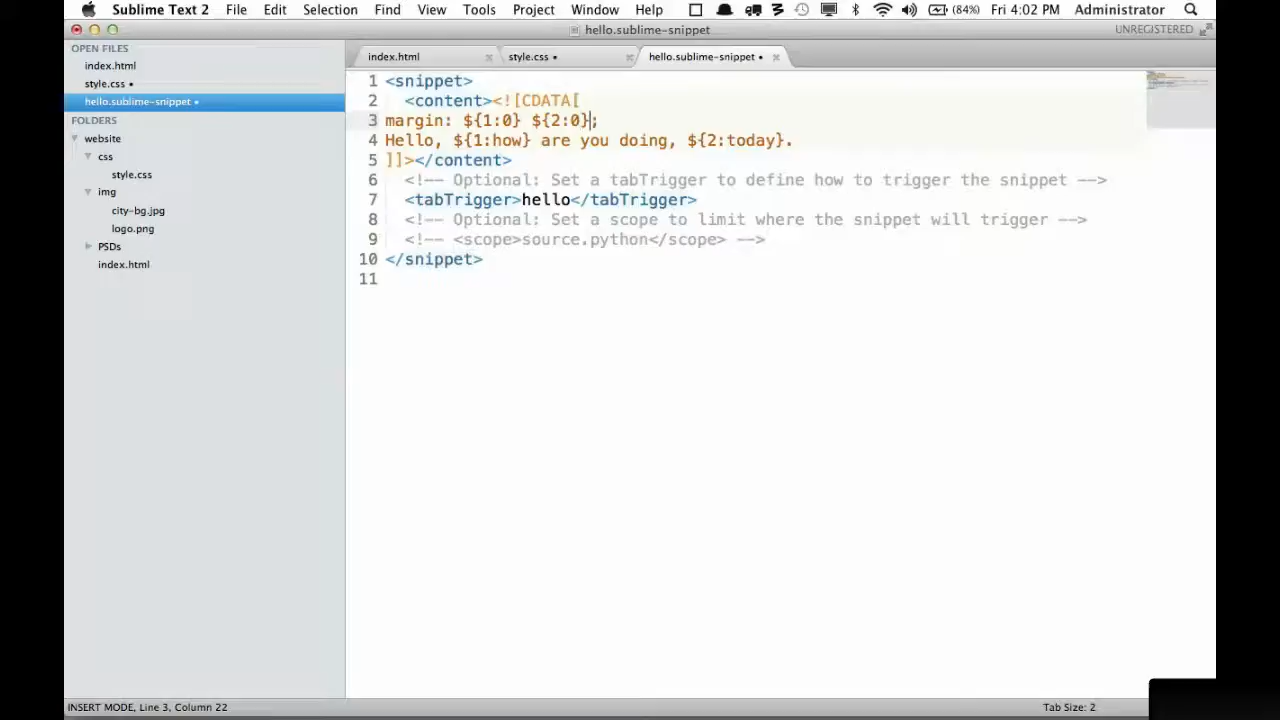 Sublime Text 2 File Edit Selection Find View Tools Project Window Help (84%) Fri 4:02 PM Administrator
hello.sublime-snippet UNREGISTERED
OPEN FILES
index.html
style.css •
hello.sublime-snippet •
FOLDERS
website
css
style.css
img
city-bg.jpg
logo.png
PSDs
index.html
index.html × style.css • × hello.sublime-snippet • ×
1 <snippet>
2 <content><![CDATA[
3 margin: ${1:0} ${2:0};
4 Hello, ${1:how} are you doing, ${2:today}.
5 ]]></content>
6 <!-- Optional: Set a tabTrigger to define how to trigger the snippet -->
7 <tabTrigger>hello</tabTrigger>
8 <!-- Optional: Set a scope to limit where the snippet will trigger -->
9 <!-- <scope>source.python</scope> -->
10 </snippet>
11
INSERT MODE, Line 3, Column 22 Tab Size: 2